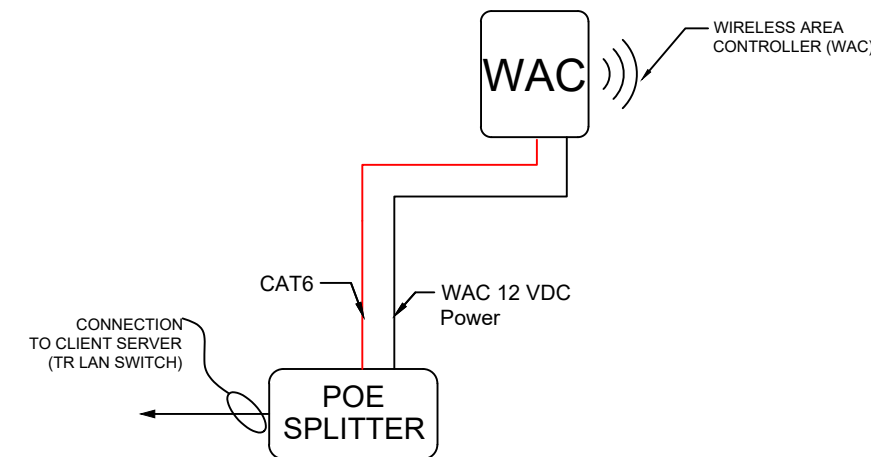 WIRELESS AREA
CONTROLLER (WAC)
WAC
CAT6
WAC 12 VDC
Power
CONNECTION
TO CLIENT SERVER
(TR LAN SWITCH)
POE
SPLITTER